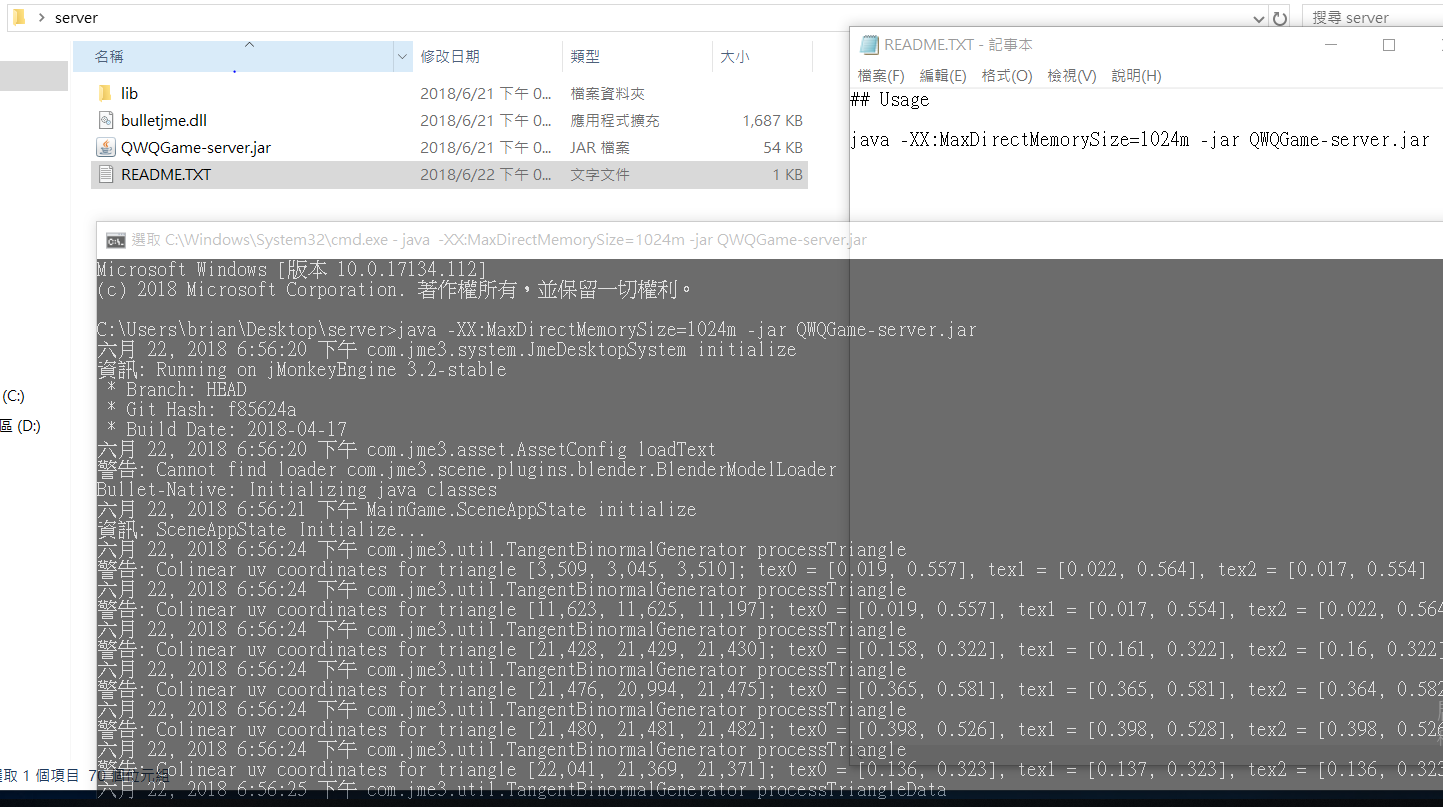 server
搜尋 server
名稱 修改日期 類型 大小
lib 2018/6/21 下午 0... 檔案資料夾
bulletjme.dll 2018/6/21 下午 0... 應用程式擴充 1,687 KB
QWQGame-server.jar 2018/6/21 下午 0... JAR 檔案 54 KB
README.TXT 2018/6/22 下午 0... 文字文件 1 KB
(C:)
區 (D:)
選取 1 個項目 70 個位元組
README.TXT - 記事本
檔案(F) 編輯(E) 格式(O) 檢視(V) 說明(H)
## Usage
java -XX:MaxDirectMemorySize=1024m -jar QWQGame-server.jar
選取 C:\Windows\System32\cmd.exe - java  -XX:MaxDirectMemorySize=1024m -jar QWQGame-server.jar
Microsoft Windows [版本 10.0.17134.112]
(c) 2018 Microsoft Corporation. 著作權所有，並保留一切權利。
C:\Users\brian\Desktop\server>java -XX:MaxDirectMemorySize=1024m -jar QWQGame-server.jar
六月 22, 2018 6:56:20 下午 com.jme3.system.JmeDesktopSystem initialize
資訊: Running on jMonkeyEngine 3.2-stable
* Branch: HEAD
* Git Hash: f85624a
* Build Date: 2018-04-17
六月 22, 2018 6:56:20 下午 com.jme3.asset.AssetConfig loadText
警告: Cannot find loader com.jme3.scene.plugins.blender.BlenderModelLoader
Bullet-Native: Initializing java classes
六月 22, 2018 6:56:21 下午 MainGame.SceneAppState initialize
資訊: SceneAppState Initialize...
六月 22, 2018 6:56:24 下午 com.jme3.util.TangentBinormalGenerator processTriangle
警告: Colinear uv coordinates for triangle [3,509, 3,045, 3,510]; tex0 = [0.019, 0.557], tex1 = [0.022, 0.564], tex2 = [0.017, 0.554]
六月 22, 2018 6:56:24 下午 com.jme3.util.TangentBinormalGenerator processTriangle
警告: Colinear uv coordinates for triangle [11,623, 11,625, 11,197]; tex0 = [0.019, 0.557], tex1 = [0.017, 0.554], tex2 = [0.022, 0.564
六月 22, 2018 6:56:24 下午 com.jme3.util.TangentBinormalGenerator processTriangle
警告: Colinear uv coordinates for triangle [21,428, 21,429, 21,430]; tex0 = [0.158, 0.322], tex1 = [0.161, 0.322], tex2 = [0.16, 0.322]
六月 22, 2018 6:56:24 下午 com.jme3.util.TangentBinormalGenerator processTriangle
警告: Colinear uv coordinates for triangle [21,476, 20,994, 21,475]; tex0 = [0.365, 0.581], tex1 = [0.365, 0.581], tex2 = [0.364, 0.582
六月 22, 2018 6:56:24 下午 com.jme3.util.TangentBinormalGenerator processTriangle
警告: Colinear uv coordinates for triangle [21,480, 21,481, 21,482]; tex0 = [0.398, 0.526], tex1 = [0.398, 0.528], tex2 = [0.398, 0.526
六月 22, 2018 6:56:24 下午 com.jme3.util.TangentBinormalGenerator processTriangle
警告: Colinear uv coordinates for triangle [22,041, 21,369, 21,371]; tex0 = [0.136, 0.323], tex1 = [0.137, 0.323], tex2 = [0.136, 0.323
六月 22, 2018 6:56:25 下午 com.jme3.util.TangentBinormalGenerator processTriangleData